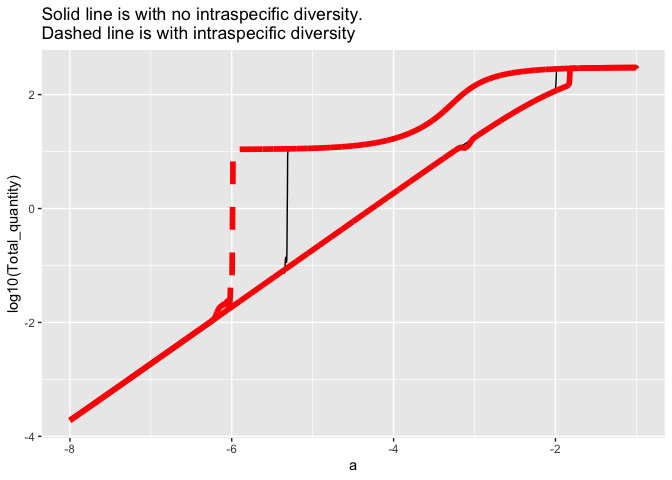 Solid line is with no intraspecific diversity.
Dashed line is with intraspecific diversity
log10(Total_quantity)
2
0
-2
-4
-8
-6
-4
-2
a